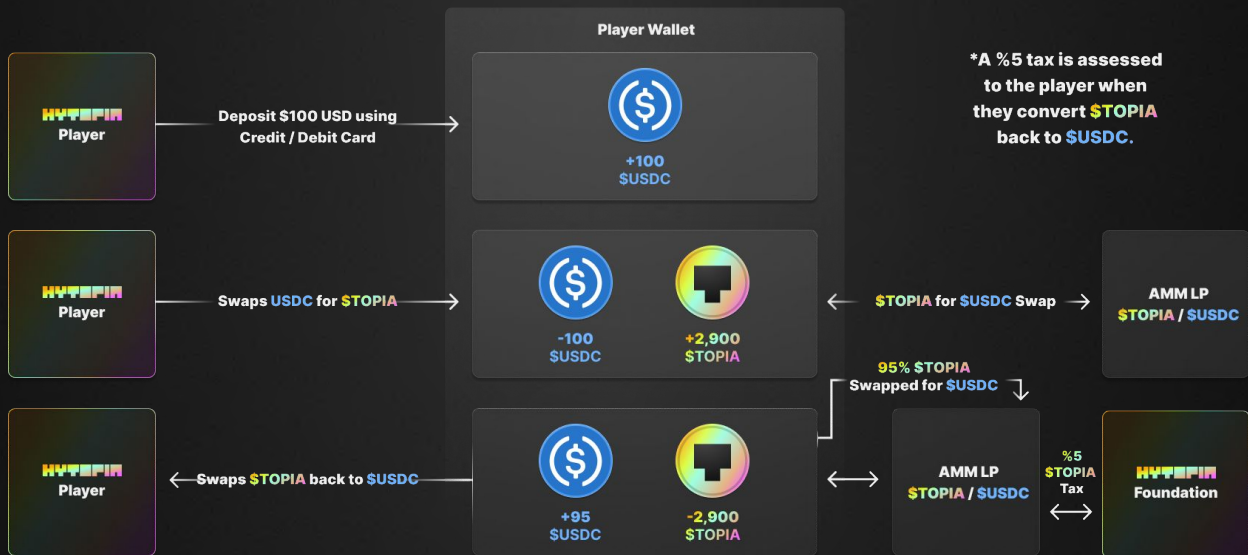 Player Wallet
HYTOPIA
Player
Deposit $100 USD using
Credit / Debit Card
+100
$USDC
*A %5 tax is assessed
to the player when
they convert $TOPIA
back to $USDC.
HYTOPIA
Player
Swaps USDC for $TOPIA
-100
$USDC
+2,900
$TOPIA
$TOPIA for $USDC Swap
AMM LP
$TOPIA / $USDC
95% $TOPIA
Swapped for $USDC
HYTOPIA
Player
Swaps $TOPIA back to $USDC
+95
$USDC
-2,900
$TOPIA
AMM LP
$TOPIA / $USDC
%5
$TOPIA
Tax
HYTOPIA
Foundation